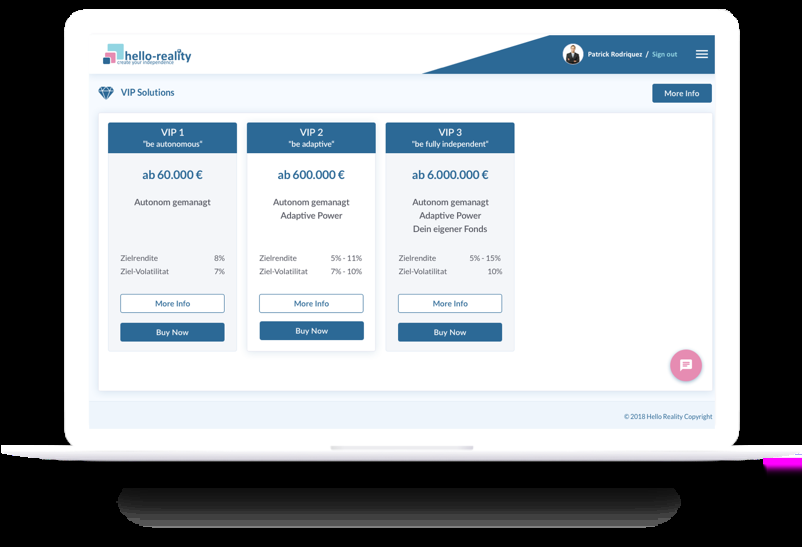 hello-reality
create your independence
Patrick Rodriquez / Sign out
VIP Solutions
More Info
VIP 1
"be autonomous"
ab 60.000 €
Autonom gemanagt
Zielrendite 8%
Ziel-Volatilitat 7%
More Info
Buy Now
VIP 2
"be adaptive"
ab 600.000 €
Autonom gemanagt
Adaptive Power
Zielrendite 5% - 11%
Ziel-Volatilitat 7% - 10%
More Info
Buy Now
VIP 3
"be fully independent"
ab 6.000.000 €
Autonom gemanagt
Adaptive Power
Dein eigener Fonds
Zielrendite 5% - 15%
Ziel-Volatilitat 10%
More Info
Buy Now
© 2018 Hello Reality Copyright